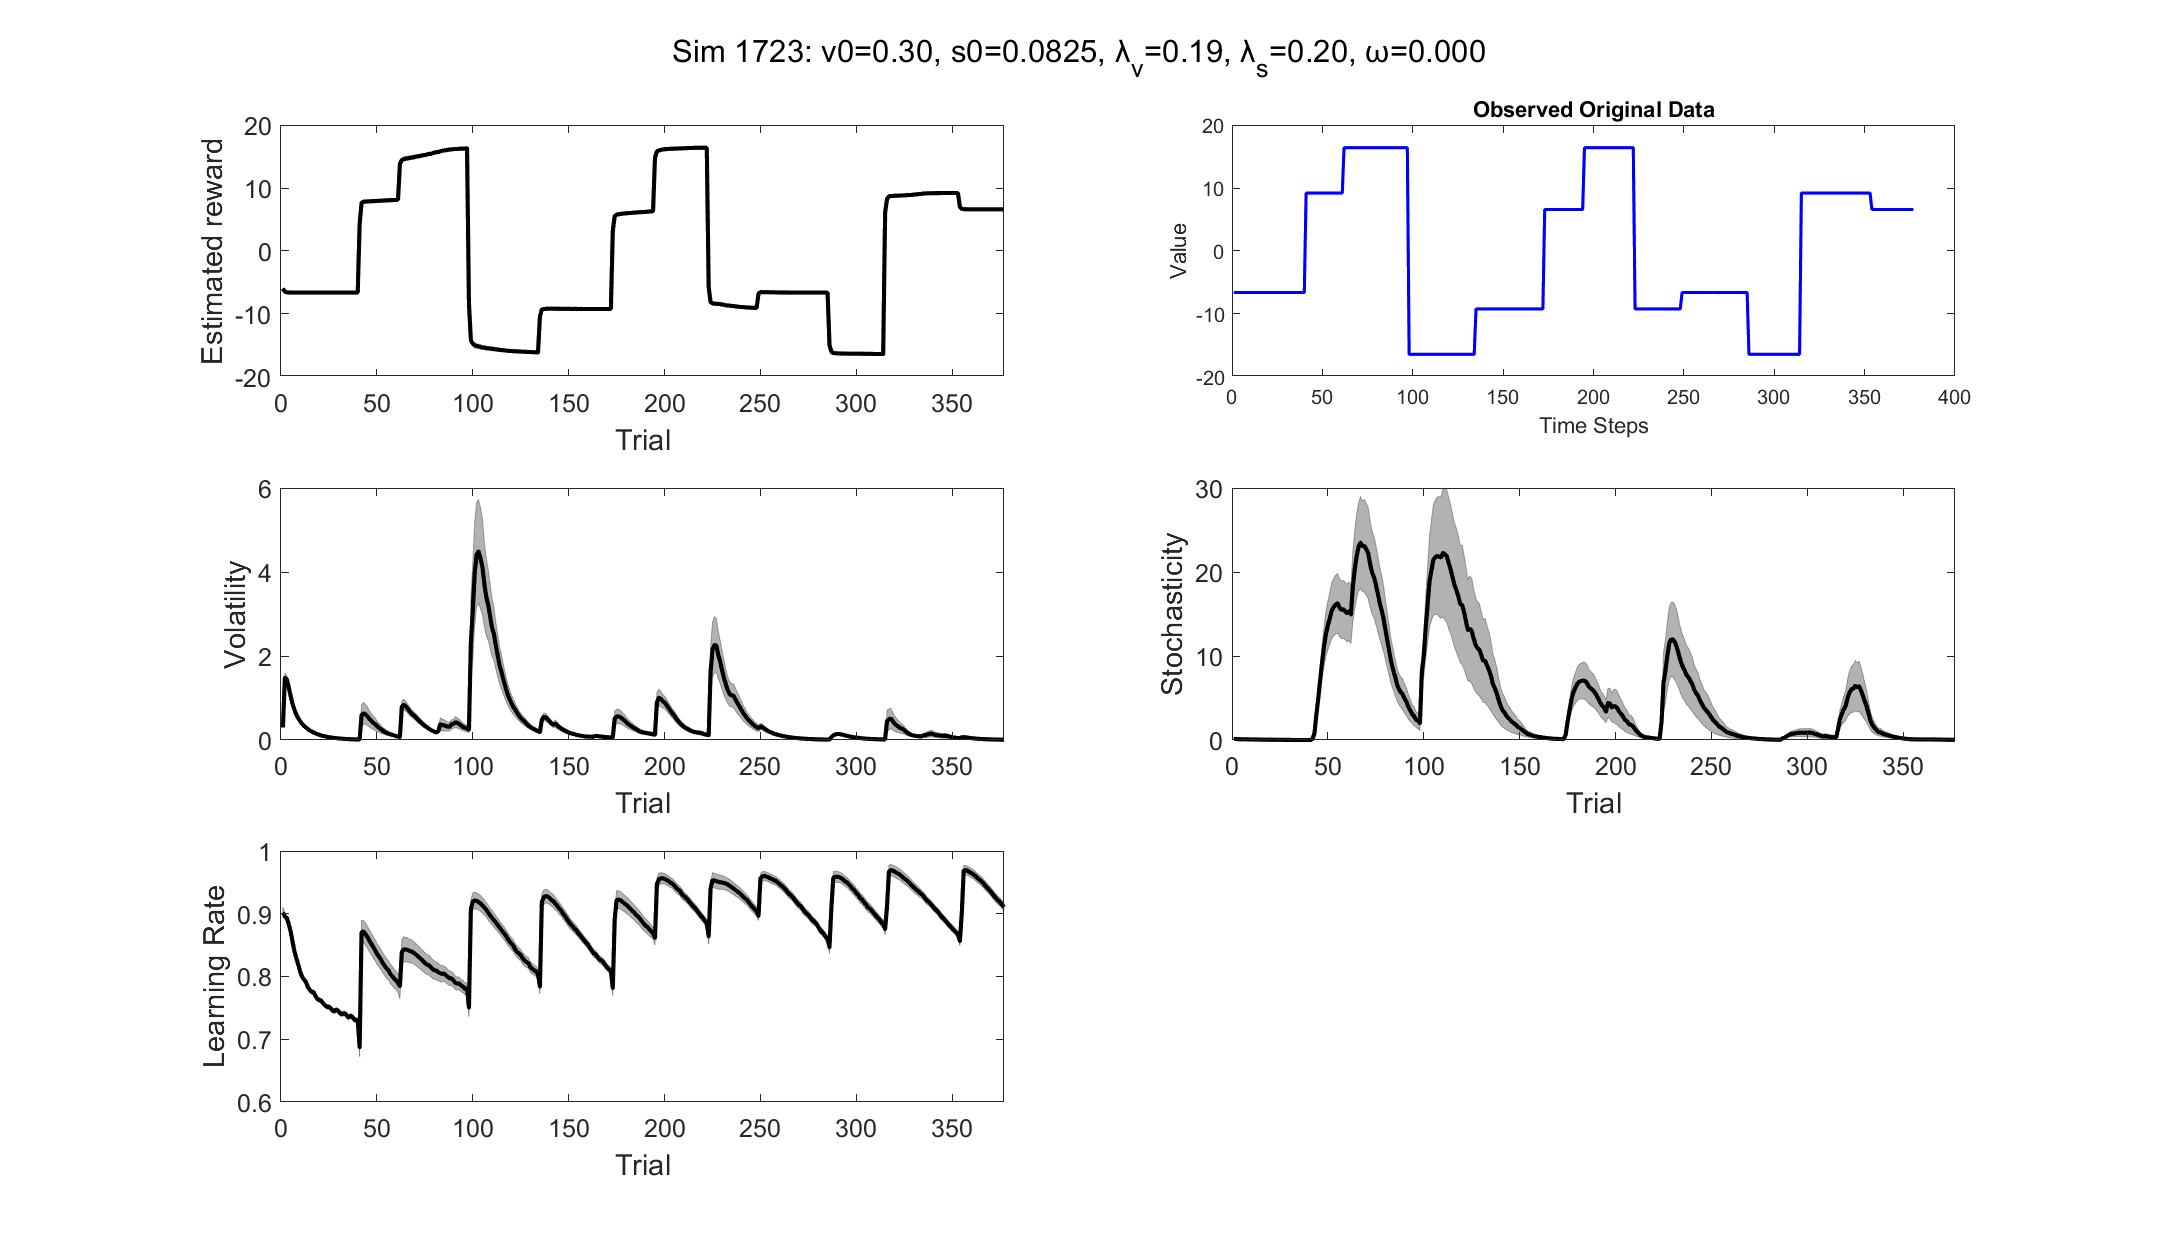 Sim 1723: v0=0.30, s0=0.0825, λ_v=0.19, λ_s=0.20, ω=0.000
Estimated reward
20
10
0
-10
-20
0 50 100 150 200 250 300 350
Trial
Observed Original Data
Value
20
10
0
-10
-20
0 50 100 150 200 250 300 350 400
Time Steps
Volatility
6
4
2
0
0 50 100 150 200 250 300 350
Trial
Stochasticity
30
20
10
0
0 50 100 150 200 250 300 350
Trial
Learning Rate
1
0.9
0.8
0.7
0.6
0 50 100 150 200 250 300 350
Trial